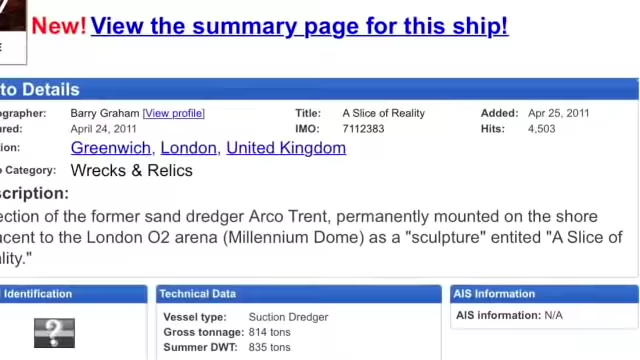 New! View the summary page for this ship!
E
to Details
ographer: Barry Graham [View profile] Title: A Slice of Reality Added: Apr 25, 2011
ured: April 24, 2011 IMO: 7112383 Hits: 4,503
tion: Greenwich, London, United Kingdom
o Category: Wrecks & Relics
scription:
ection of the former sand dredger Arco Trent, permanently mounted on the shore
acent to the London O2 arena (Millennium Dome) as a "sculpture" entited "A Slice of
ality."
l Identification Technical Data AIS Information
Vessel type: Suction Dredger AIS information: N/A
Gross tonnage: 814 tons
Summer DWT: 835 tons